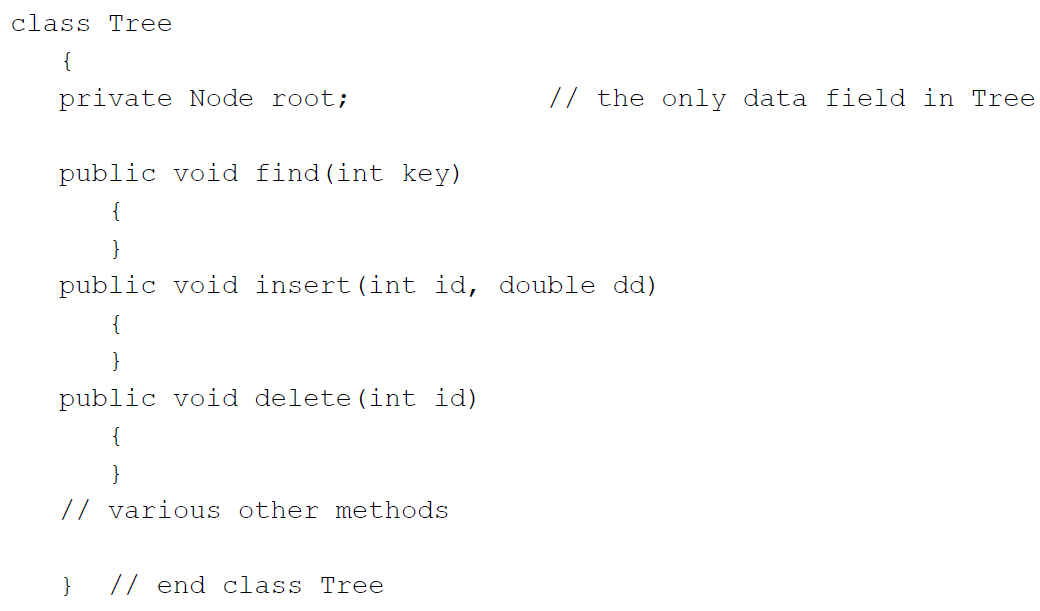 class Tree
{
private Node root;               // the only data field in Tree
public void find(int key)
{
}
public void insert(int id, double dd)
{
}
public void delete(int id)
{
}
// various other methods
}  // end class Tree